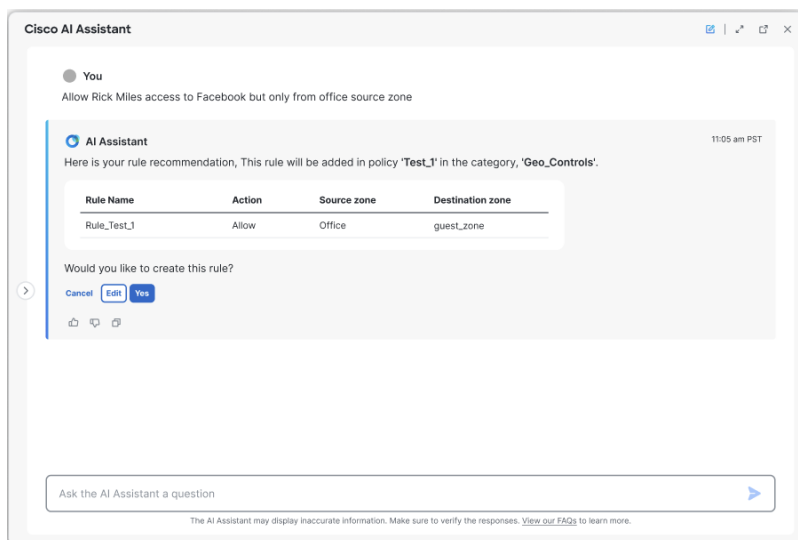 Cisco AI Assistant
You
Allow Rick Miles access to Facebook but only from office source zone
AI Assistant
11:05 am PST
Here is your rule recommendation, This rule will be added in policy 'Test_1' in the category, 'Geo_Controls'.
Rule Name Action Source zone Destination zone
Rule_Test_1 Allow Office guest_zone
Would you like to create this rule?
Cancel Edit Yes
Ask the AI Assistant a question
The AI Assistant may display inaccurate information. Make sure to verify the responses. View our FAQs to learn more.